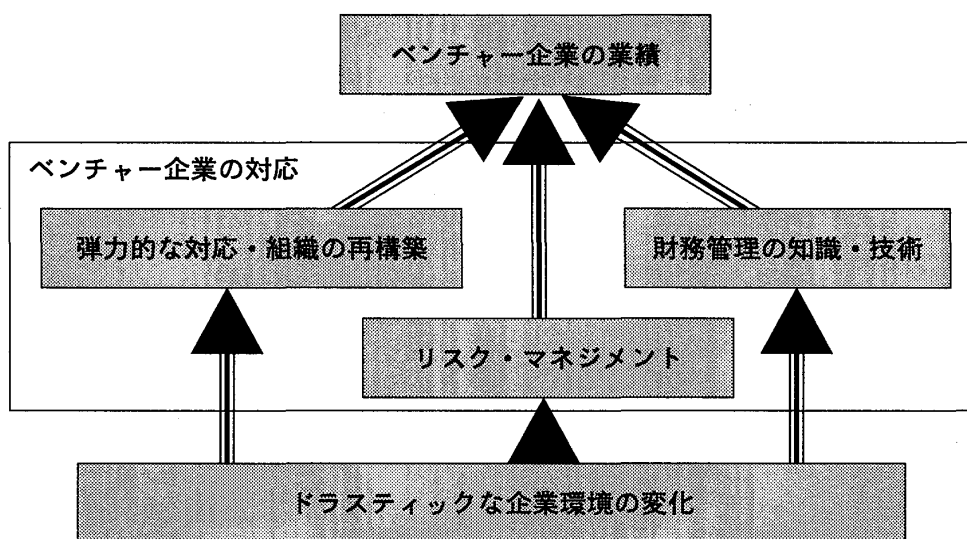 ベンチャー企業の業績
ベンチャー企業の対応
弾力的な対応・組織の再構築
財務管理の知識・技術
リスク・マネジメント
ドラスティックな企業環境の変化